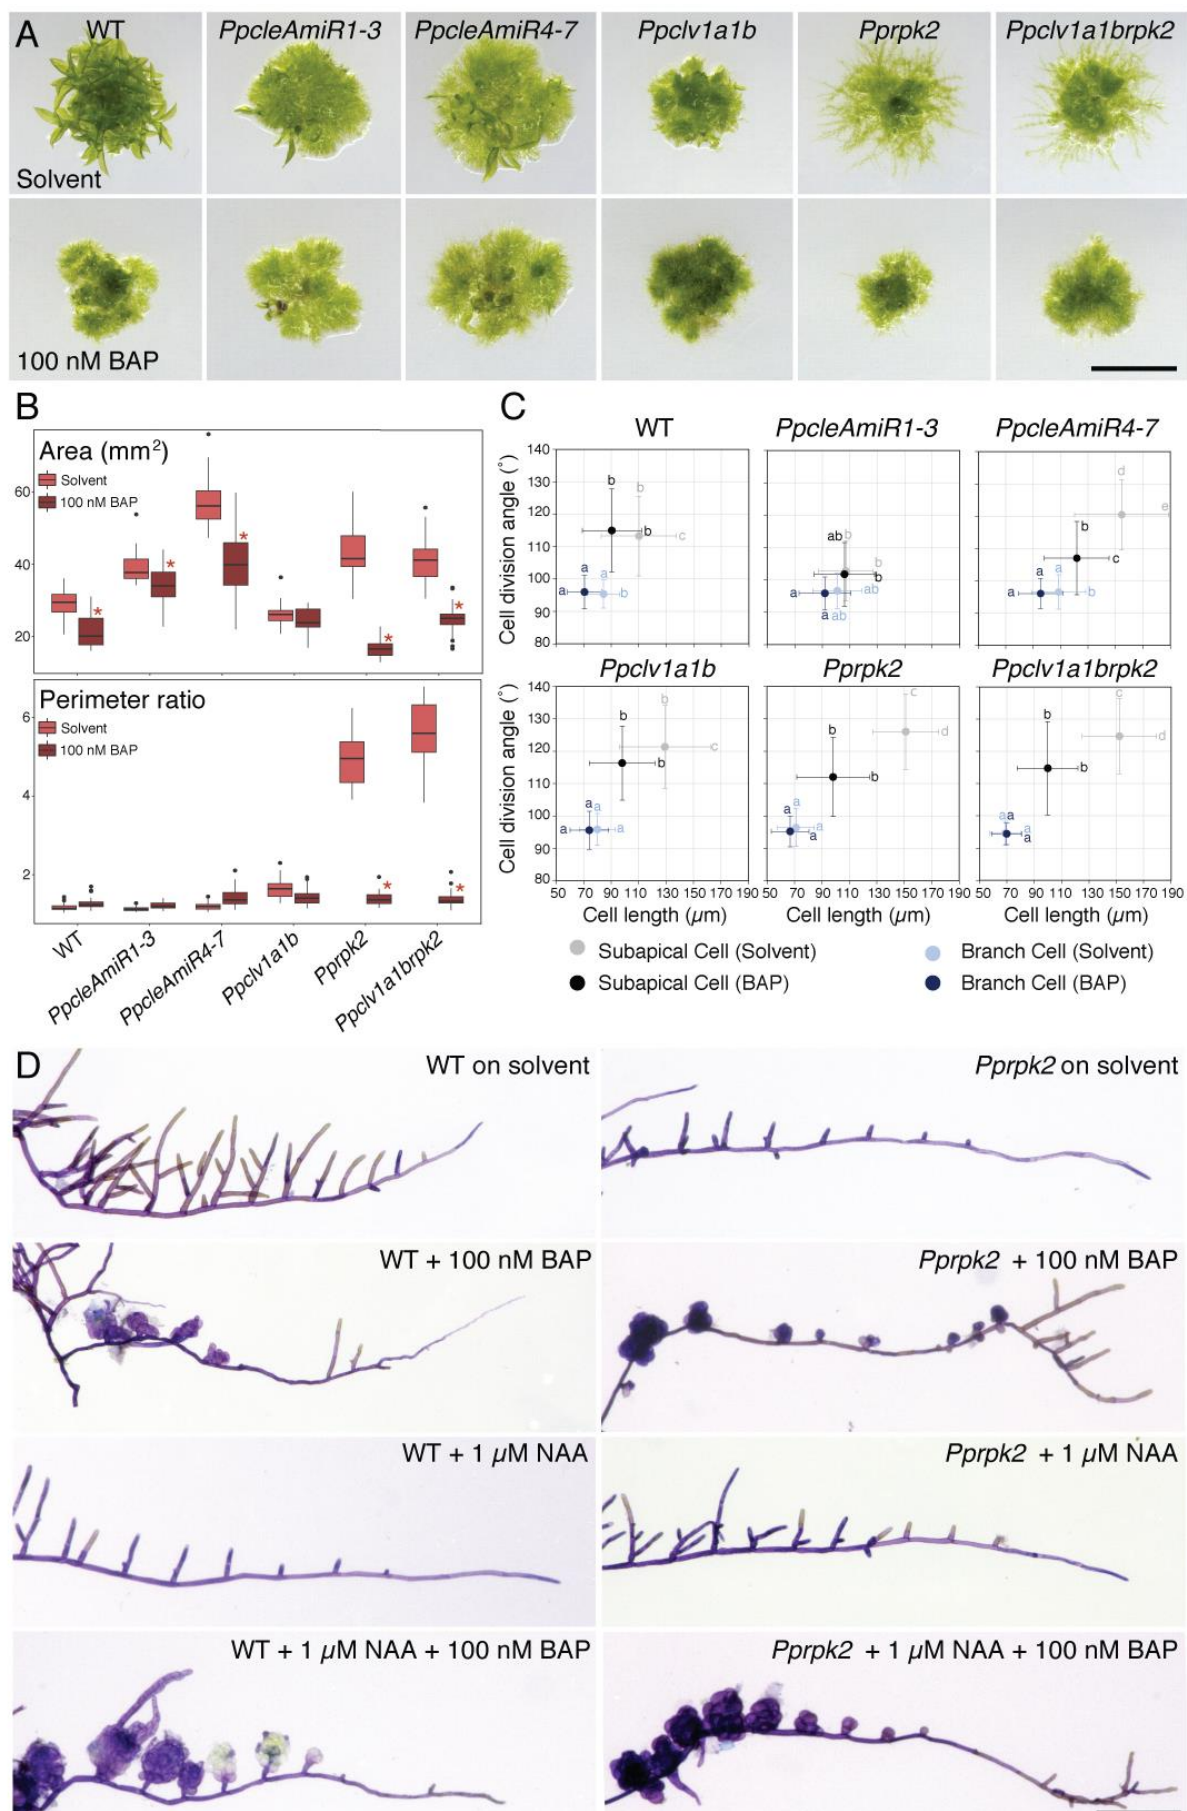 A
WT
PpcleAmiR1-3
PpcleAmiR4-7
Ppclv1a1b
Pprpk2
Ppclv1a1brpk2
Solvent
100 nM BAP
B
Area (mm²)
Solvent
100 nM BAP
60
40
20
*
*
*
*
*
Perimeter ratio
Solvent
100 nM BAP
6
4
2
*
*
WT
PpcleAmiR1-3
PpcleAmiR4-7
Ppclv1a1b
Pprpk2
Ppclv1a1brpk2
C
WT
PpcleAmiR1-3
PpcleAmiR4-7
Cell division angle (°)
140
130
120
110
100
90
80
b b
b c
a a
a b
ab b
b
b
a
a ab
a ab
d
e
b
c
a a
a b
Ppclv1a1b
Pprpk2
Ppclv1a1brpk2
Cell division angle (°)
140
130
120
110
100
90
80
b b
b c
a a
a a
c
d
b
b
a a
a
a
c
d
b
b
a a
a
a
50 70 90 110 130 150 170 190
50 70 90 110 130 150 170 190
50 70 90 110 130 150 170 190
Cell length (µm)
Cell length (µm)
Cell length (µm)
Subapical Cell (Solvent)
Branch Cell (Solvent)
Subapical Cell (BAP)
Branch Cell (BAP)
D
WT on solvent
Pprpk2 on solvent
WT + 100 nM BAP
Pprpk2 + 100 nM BAP
WT + 1 µM NAA
Pprpk2 + 1 µM NAA
WT + 1 µM NAA + 100 nM BAP
Pprpk2 + 1 µM NAA + 100 nM BAP